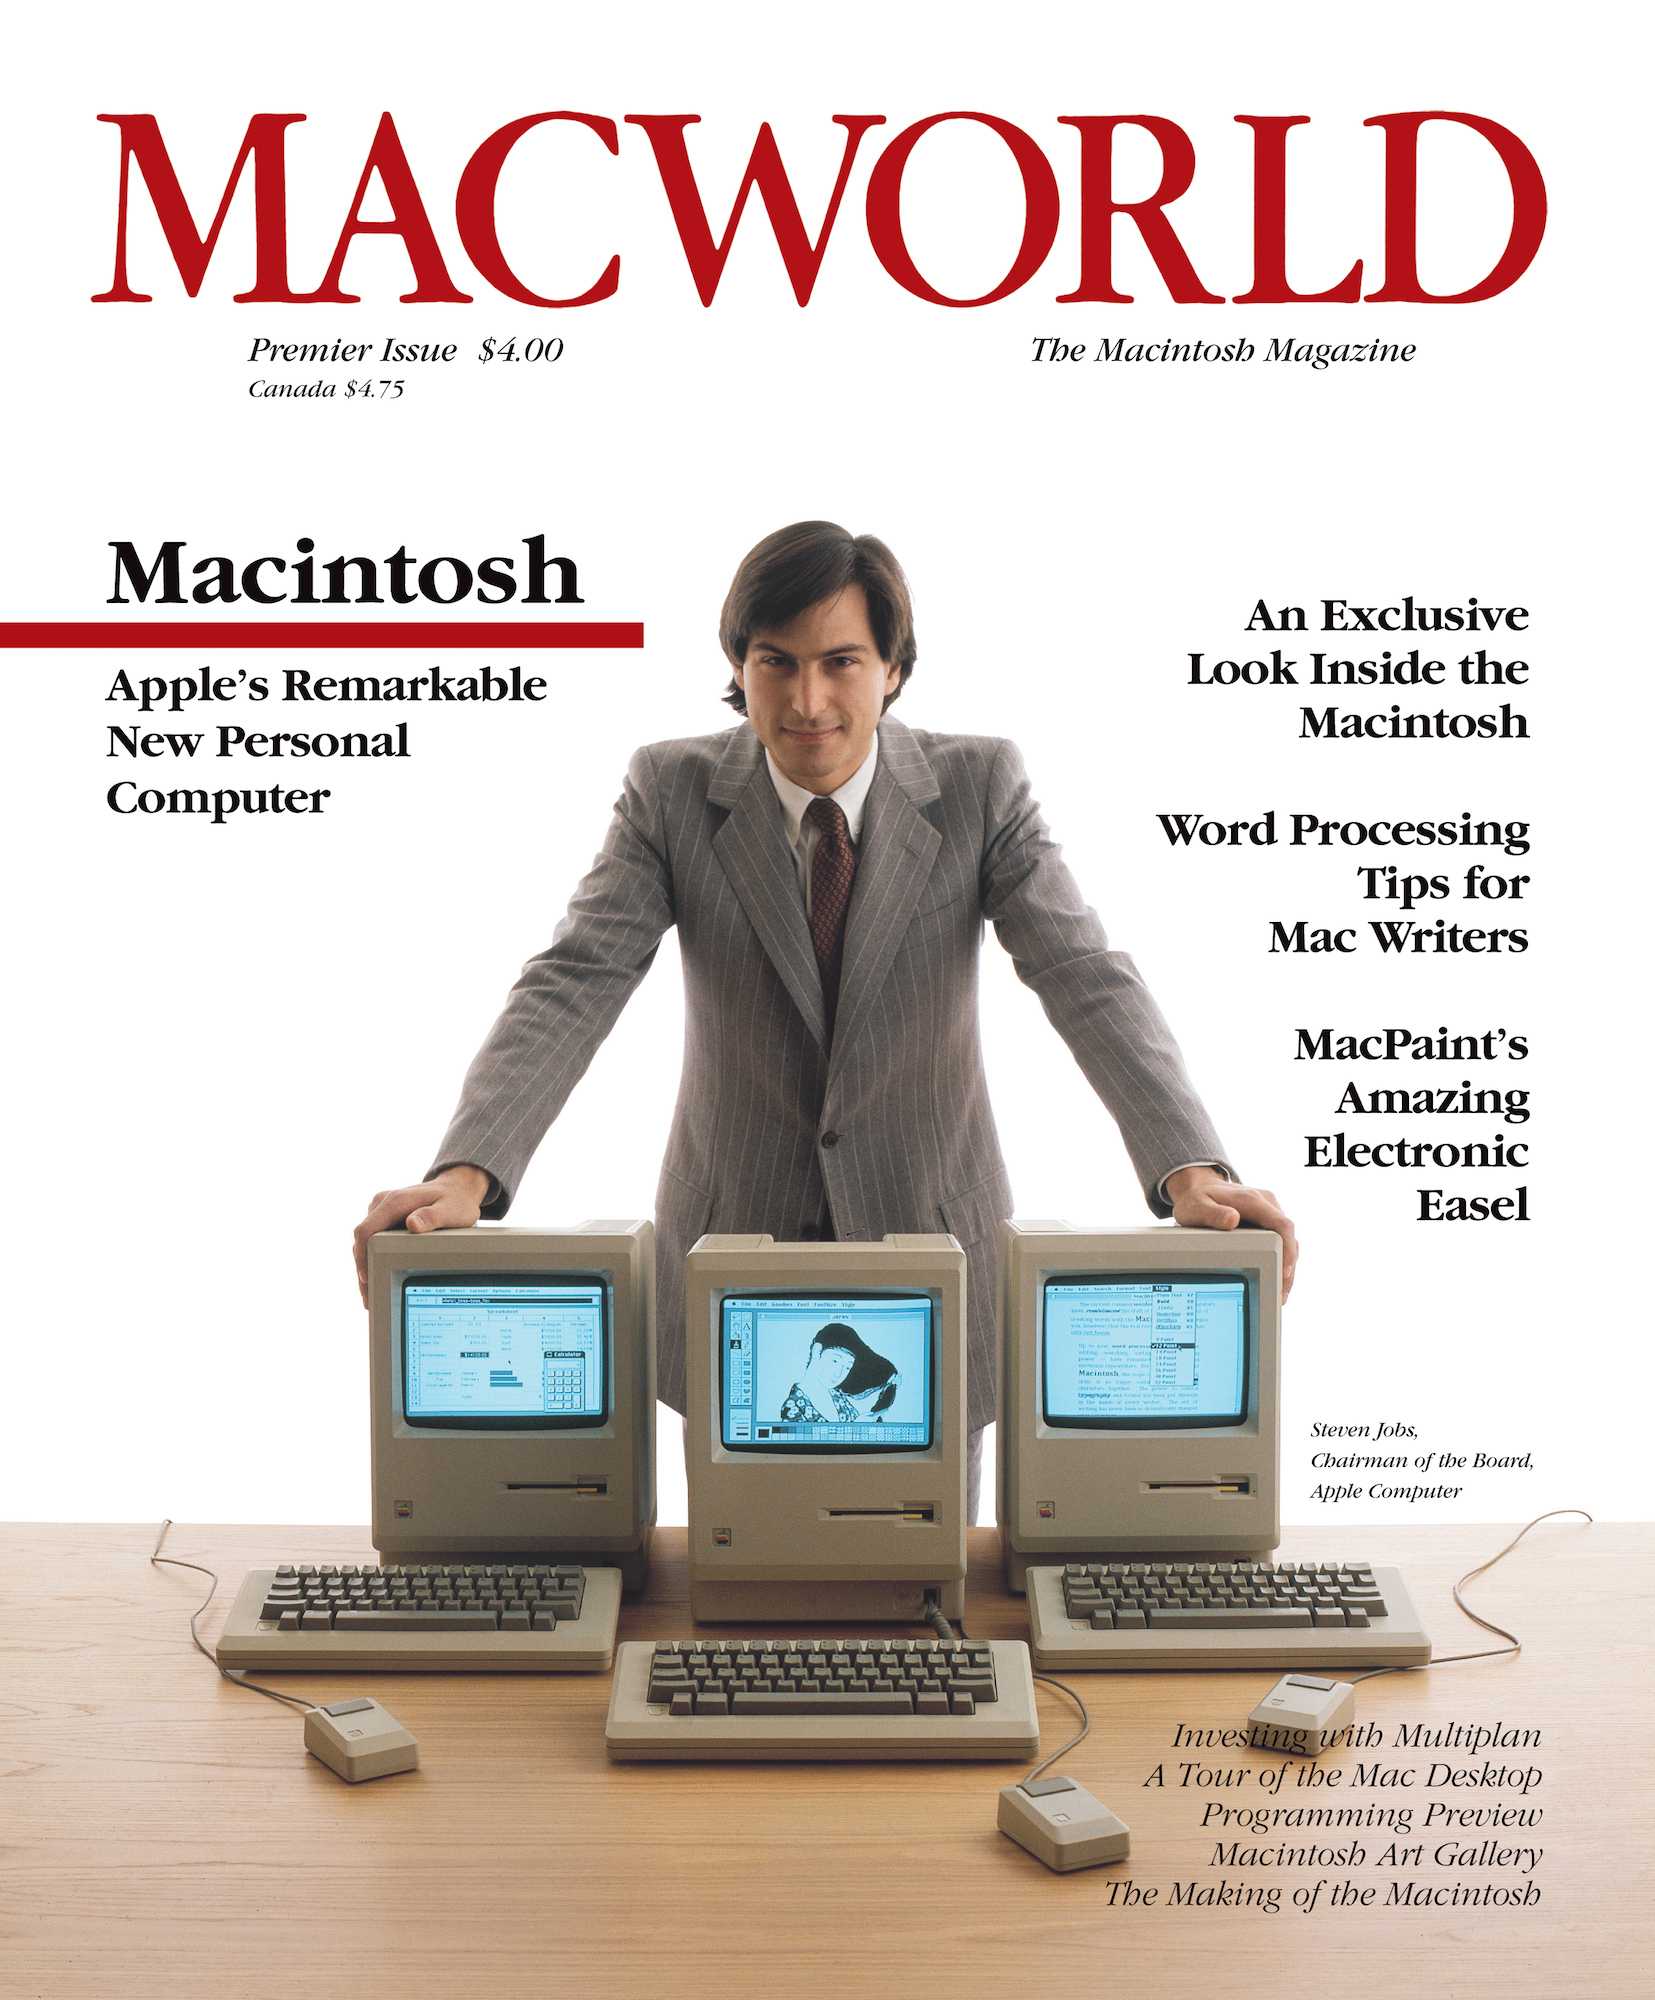 MACWORLD
Premier Issue $4.00
Canada $4.75
The Macintosh Magazine
Macintosh
Apple’s Remarkable
New Personal
Computer
An Exclusive
Look Inside the
Macintosh
Word Processing
Tips for
Mac Writers
MacPaint’s
Amazing
Electronic
Easel
Steven Jobs,
Chairman of the Board,
Apple Computer
Investing with Multiplan
A Tour of the Mac Desktop
Programming Preview
Macintosh Art Gallery
The Making of the Macintosh